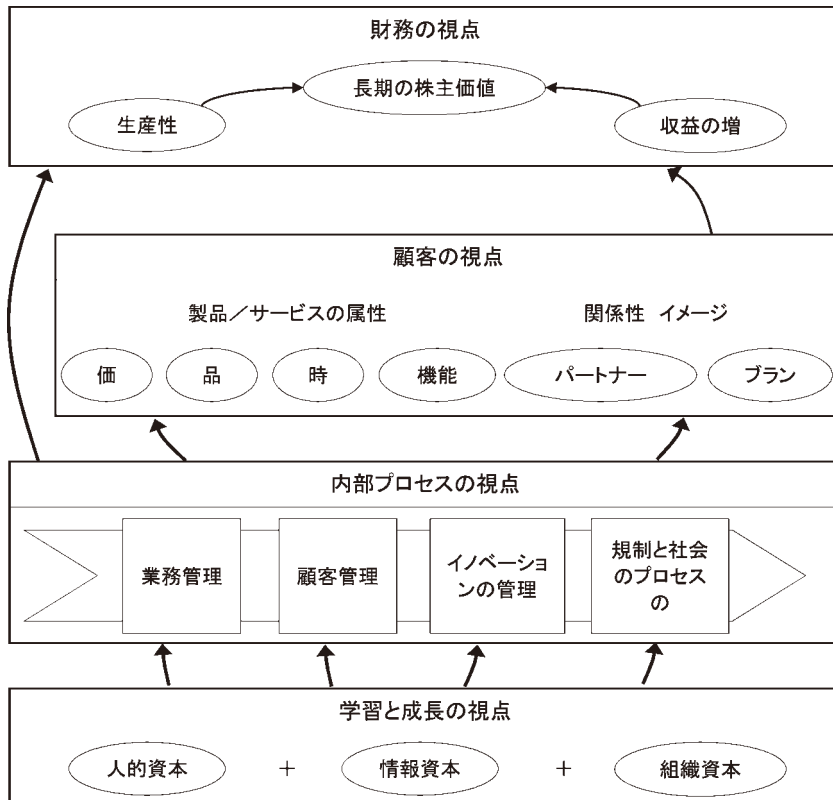 財務の視点
長期の株主価値
生産性
収益の増
顧客の視点
製品／サービスの属性
関係性 イメージ
価
品
時
機能
パートナー
ブラン
内部プロセスの視点
業務管理
顧客管理
イノベーショ
ンの管理
規制と社会
のプロセス
の
学習と成長の視点
人的資本
+
情報資本
+
組織資本